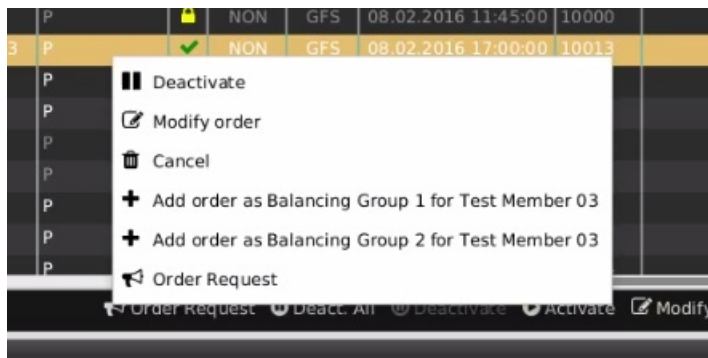 P NON GFS 08.02.2016 11:45:00 10000
3 P NON GFS 08.02.2016 17:00:00 10013
P Deactivate
P Modify order
P
P Cancel
P Add order as Balancing Group 1 for Test Member 03
P Add order as Balancing Group 2 for Test Member 03
P
Order Request
Order Request Deact. All Deactivate Activate Modify